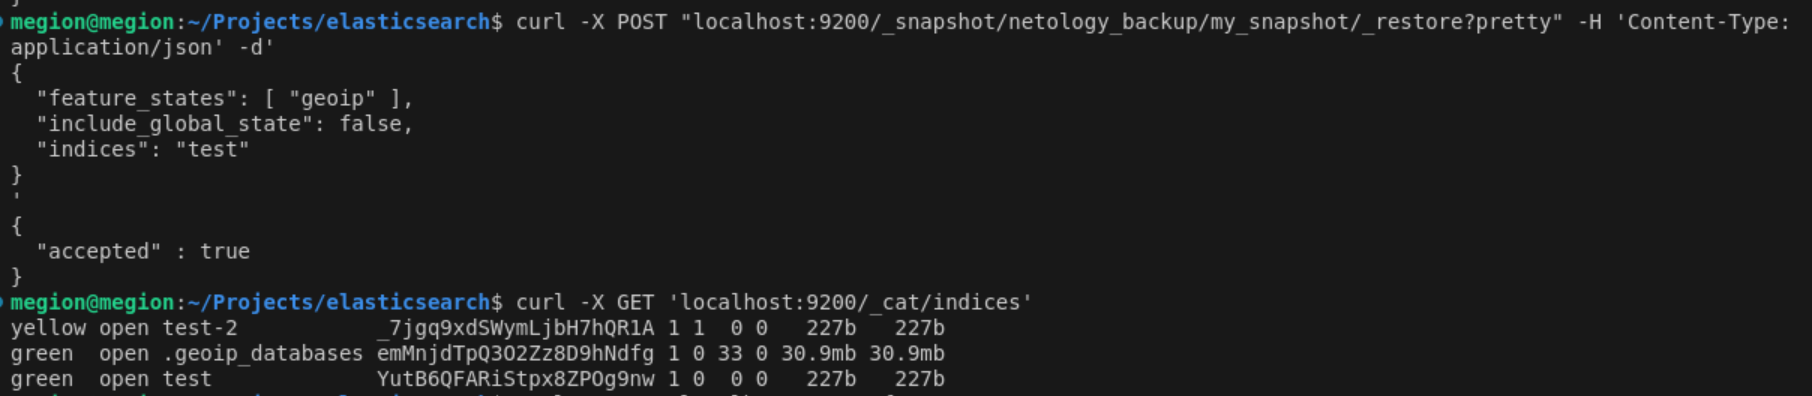 megion@megion:~/Projects/elasticsearch$ curl -X POST "localhost:9200/_snapshot/netology_backup/my_snapshot/_restore?pretty" -H 'Content-Type:
application/json' -d'
{
  "feature_states": [ "geoip" ],
  "include_global_state": false,
  "indices": "test"
}
'
{
  "accepted" : true
}
megion@megion:~/Projects/elasticsearch$ curl -X GET 'localhost:9200/_cat/indices'
yellow open test-2           _7jgq9xdSWymLjbH7hQR1A 1 1  0 0   227b   227b
green  open .geoip_databases emMnjdTpQ3O2Zz8D9hNdfg 1 0 33 0 30.9mb 30.9mb
green  open test             YutB6QFARiStpx8ZPOg9nw 1 0  0 0   227b   227b